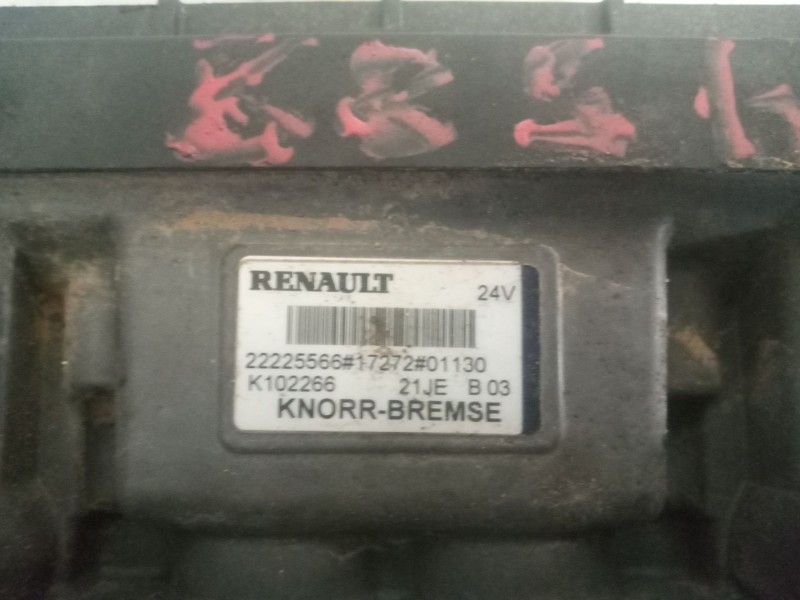 RENAULT
24V
22225566#17272#01130
K102266 21JE B 03
KNORR-BREMSE